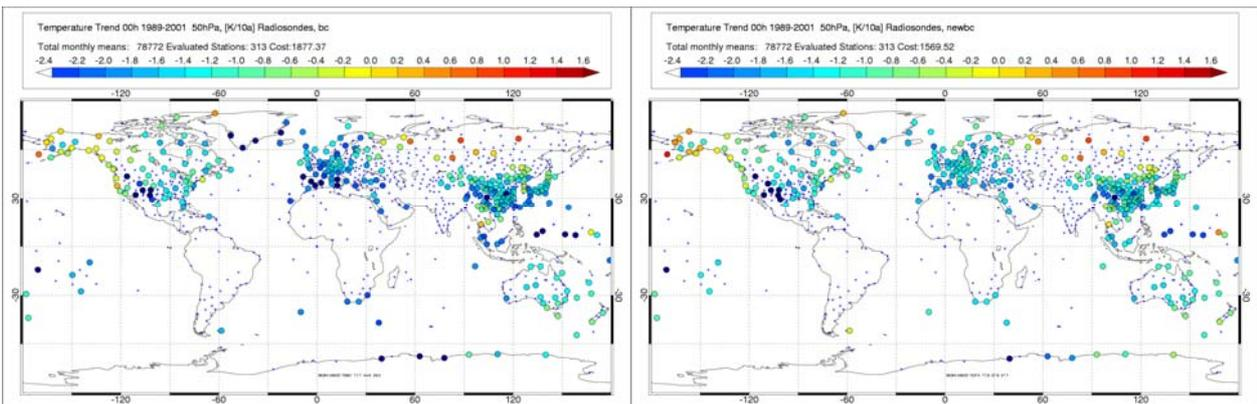 Temperature Trend 00h 1989-2001 50hPa, [K/10a] Radiosondes, bc
Total monthly means: 78772 Evaluated Stations: 313 Cost:1877.37
-2.4 -2.2 -1.8 -1.6 -1.4 -1.2 -1.0 -0.8 -0.6 -0.4 -0.2 -0.0 0.2 0.4 0.6 0.8 1.0 1.2 1.4 1.6
-120 -60 0 60 120
30 30
-30 -30
-120 -60 0 60 120
Temperature Trend 00h 1989-2001 50hPa, [K/10a] Radiosondes, newbc
Total monthly means: 78772 Evaluated Stations: 313 Cost:1569.52
-2.4 -2.2 -1.8 -1.6 -1.4 -1.2 -1.0 -0.8 -0.6 -0.4 -0.2 0.0 0.2 0.4 0.6 0.8 1.0 1.2 1.4 1.6
-120 -60 0 60 120
30 30
-30 -30
-120 -60 0 60 120